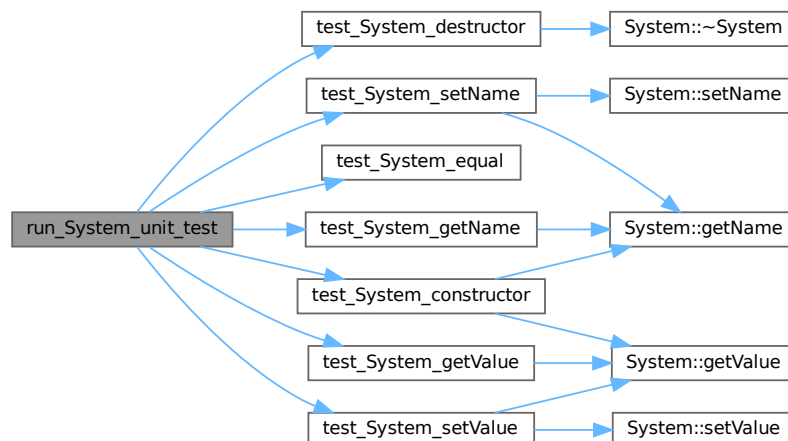 test_System_destructor
System::~System
test_System_setName
System::setName
test_System_equal
run_System_unit_test
test_System_getName
System::getName
test_System_constructor
test_System_getValue
System::getValue
test_System_setValue
System::setValue